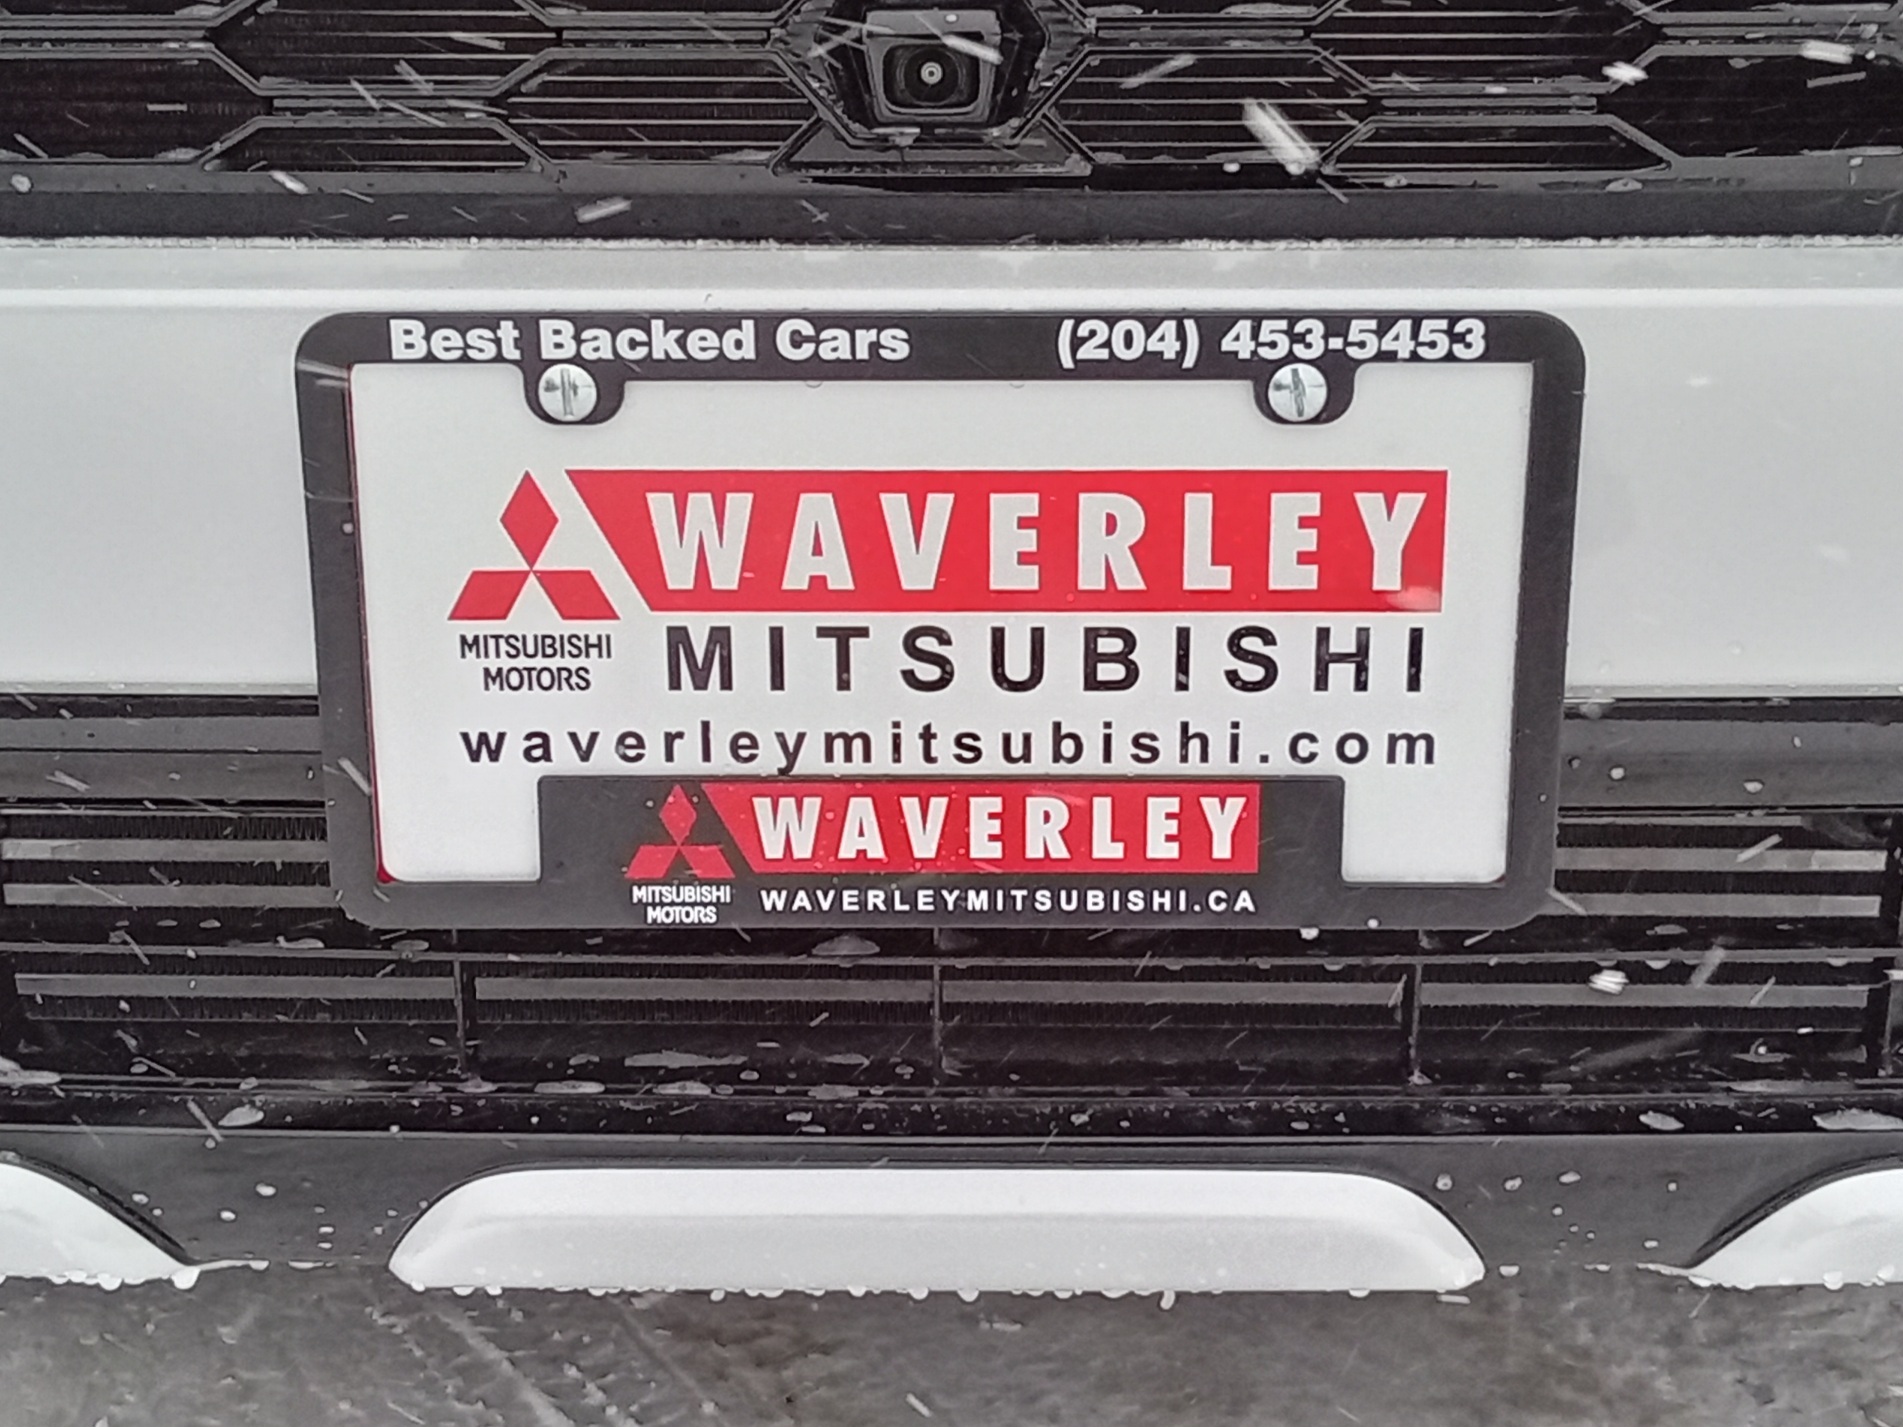 Best Backed Cars (204) 453-5453
WAVERLEY
MITSUBISHI
MOTORS
MITSUBISHI
waverleymitsubishi.com
WAVERLEY
MITSUBISHI
MOTORS
WAVERLEYMITSUBISHI.CA